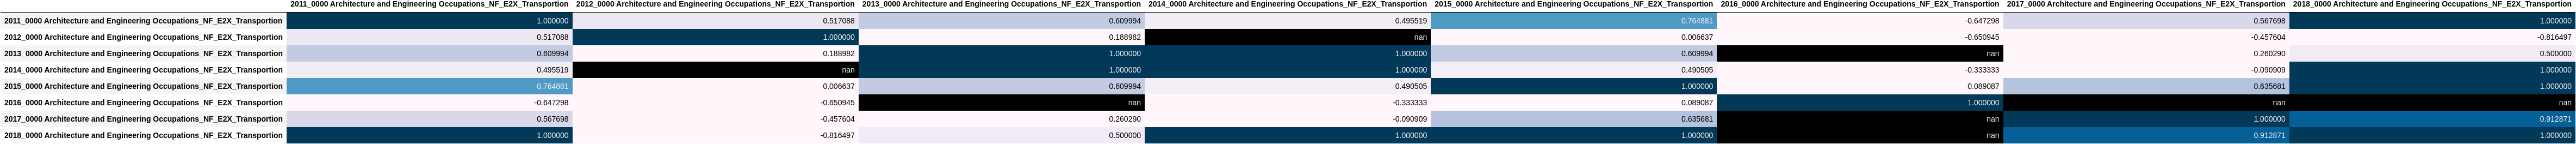 2011_0000 Architecture and Engineering Occupations_NF_E2X_Transportion 2012_0000 Architecture and Engineering Occupations_NF_E2X_Transportion 2013_0000 Architecture and Engineering Occupations_NF_E2X_Transportion 2014_0000 Architecture and Engineering Occupations_NF_E2X_Transportion 2015_0000 Architecture and Engineering Occupations_NF_E2X_Transportion 2016_0000 Architecture and Engineering Occupations_NF_E2X_Transportion 2017_0000 Architecture and Engineering Occupations_NF_E2X_Transportion 2018_0000 Architecture and Engineering Occupations_NF_E2X_Transportion
2011_0000 Architecture and Engineering Occupations_NF_E2X_Transportion 1.000000 0.517088 0.609994 0.495519 0.764881 -0.647298 0.567698 1.000000
2012_0000 Architecture and Engineering Occupations_NF_E2X_Transportion 0.517088 1.000000 0.188982 nan 0.006637 -0.650945 -0.457604 -0.816497
2013_0000 Architecture and Engineering Occupations_NF_E2X_Transportion 0.609994 0.188982 1.000000 1.000000 0.609994 nan 0.260290 0.500000
2014_0000 Architecture and Engineering Occupations_NF_E2X_Transportion 0.495519 nan 1.000000 1.000000 0.490505 -0.333333 -0.090909 1.000000
2015_0000 Architecture and Engineering Occupations_NF_E2X_Transportion 0.764881 0.006637 0.609994 0.490505 1.000000 0.089087 0.635681 1.000000
2016_0000 Architecture and Engineering Occupations_NF_E2X_Transportion -0.647298 -0.650945 nan -0.333333 0.089087 1.000000 nan nan
2017_0000 Architecture and Engineering Occupations_NF_E2X_Transportion 0.567698 -0.457604 0.260290 -0.090909 0.635681 nan 1.000000 0.912871
2018_0000 Architecture and Engineering Occupations_NF_E2X_Transportion 1.000000 -0.816497 0.500000 1.000000 1.000000 nan 0.912871 1.000000